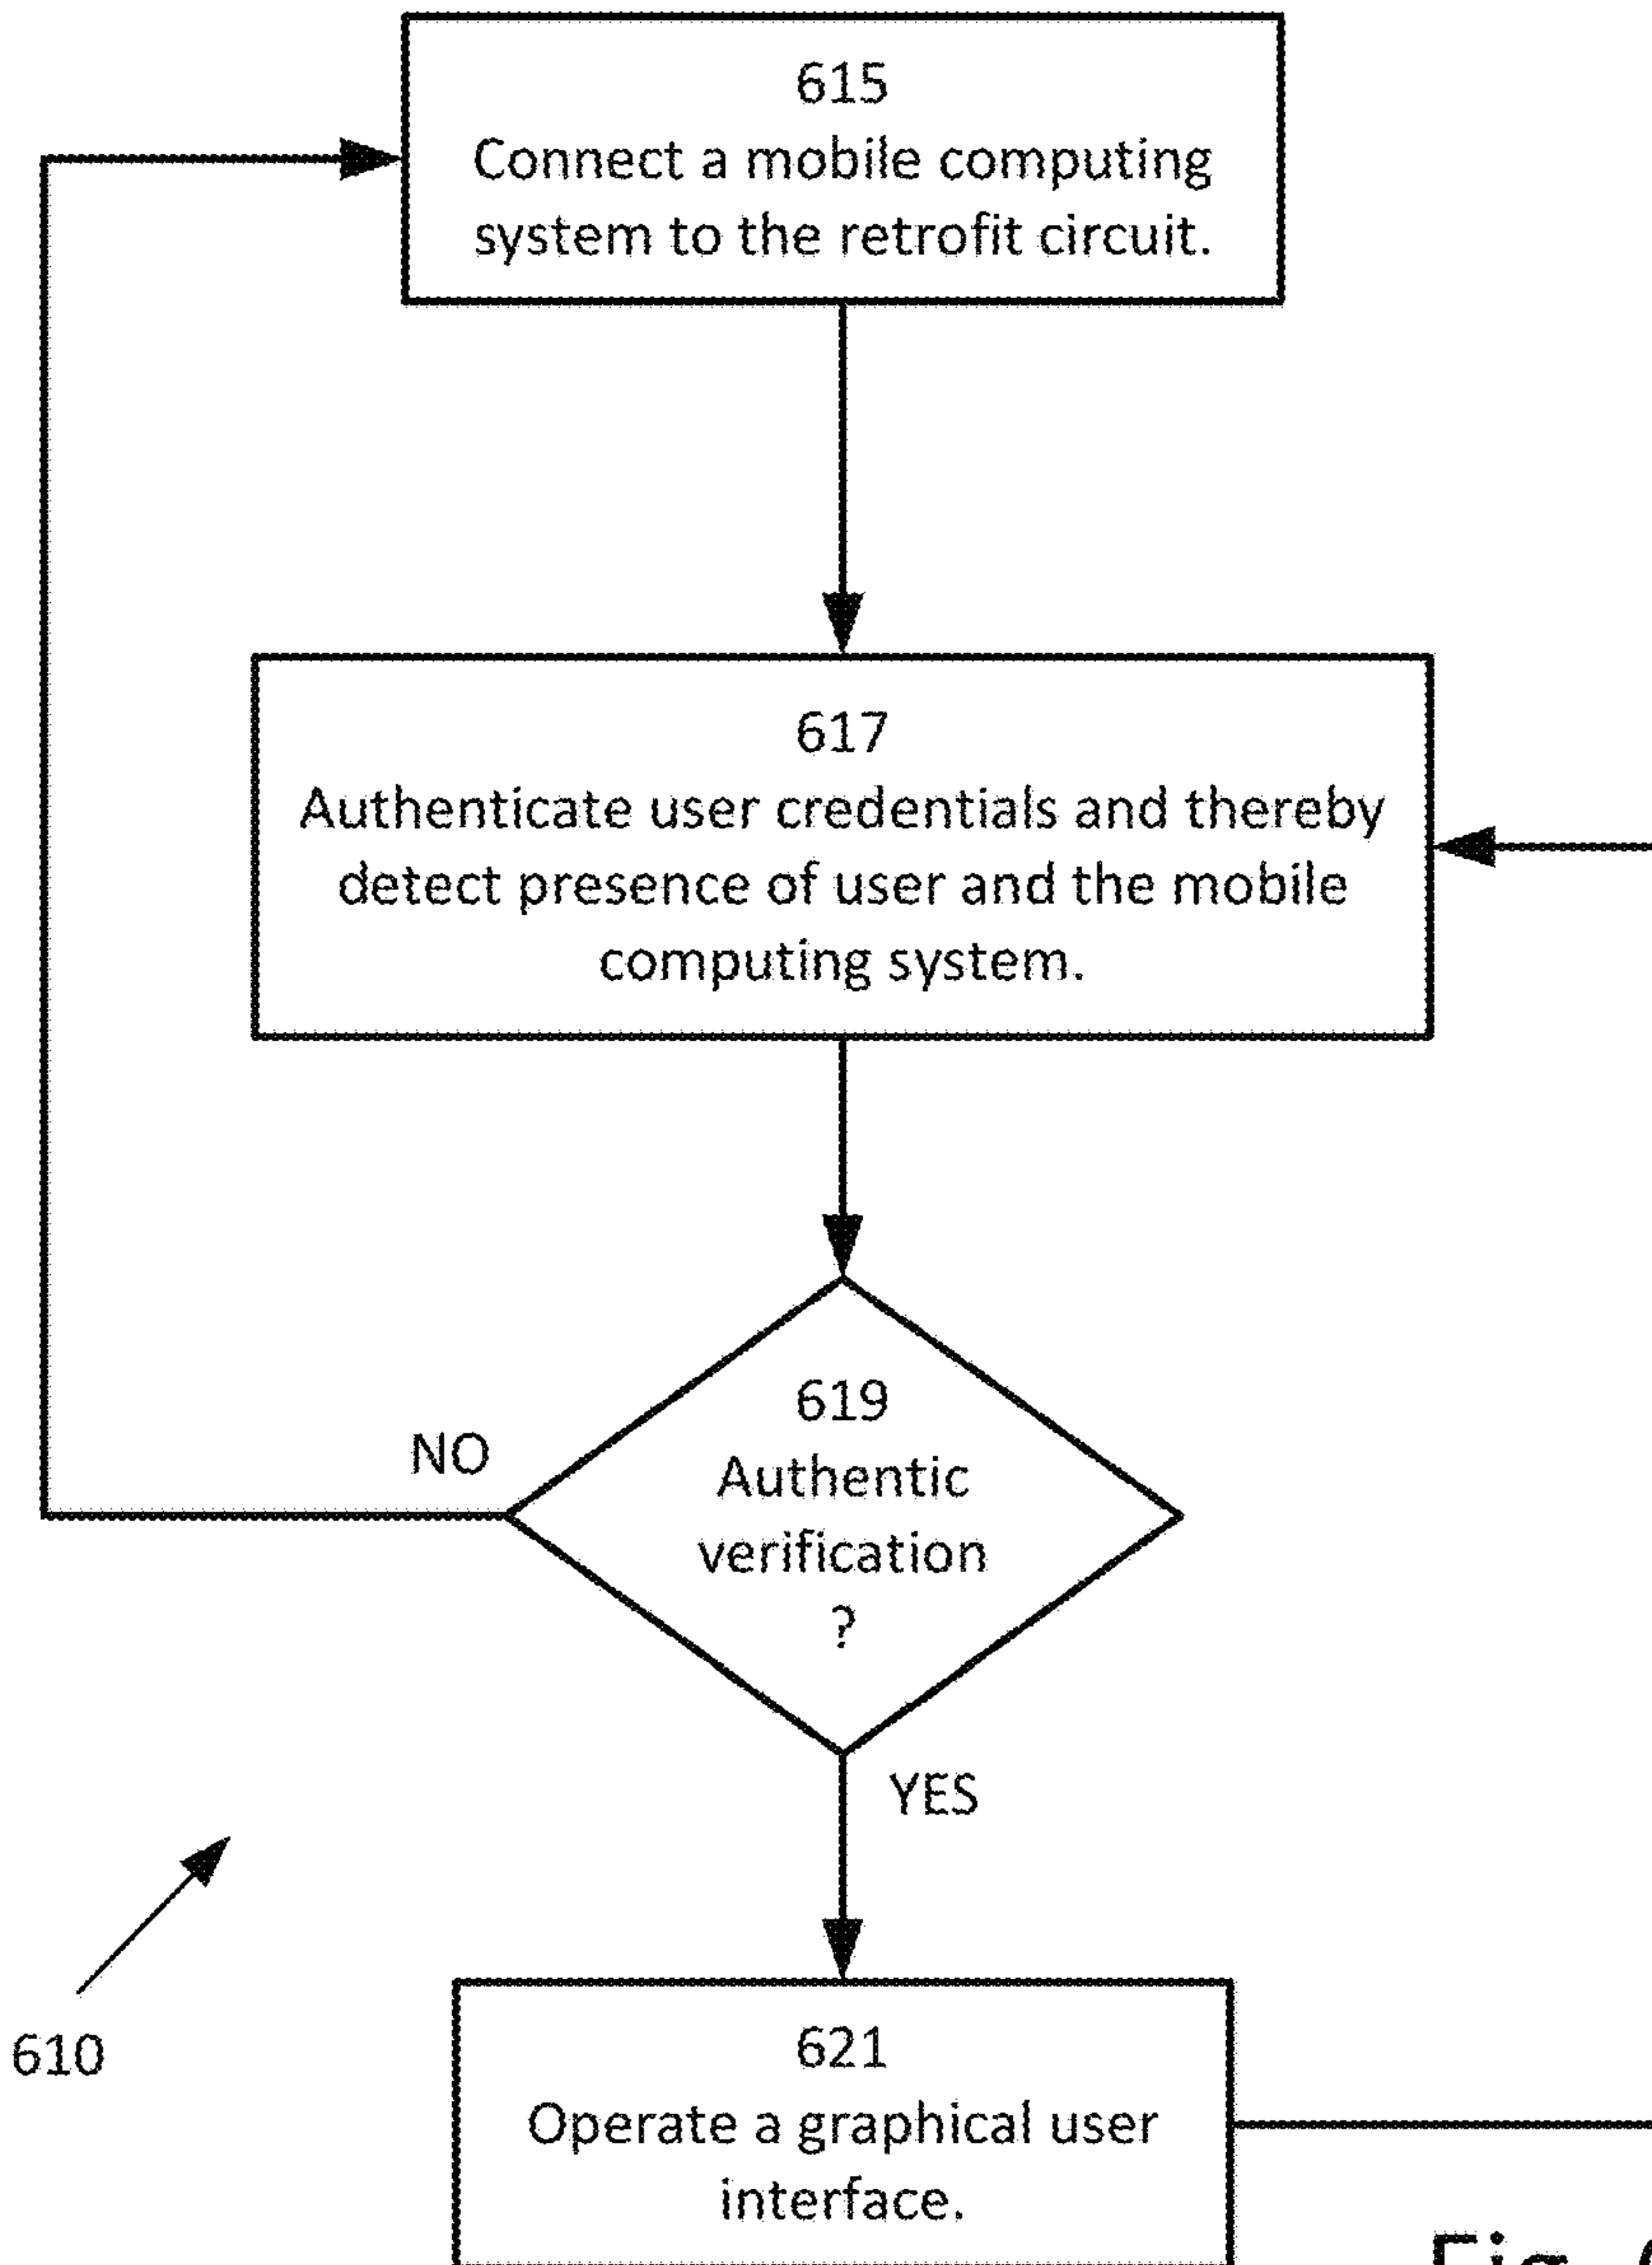 615
Connect a mobile computing
system to the retrofit circuit.
617
Authenticate user credentials and thereby
detect presence of user and the mobile
computing system.
619
Authentic
verification
?
NO
YES
610
621
Operate a graphical user
interface.